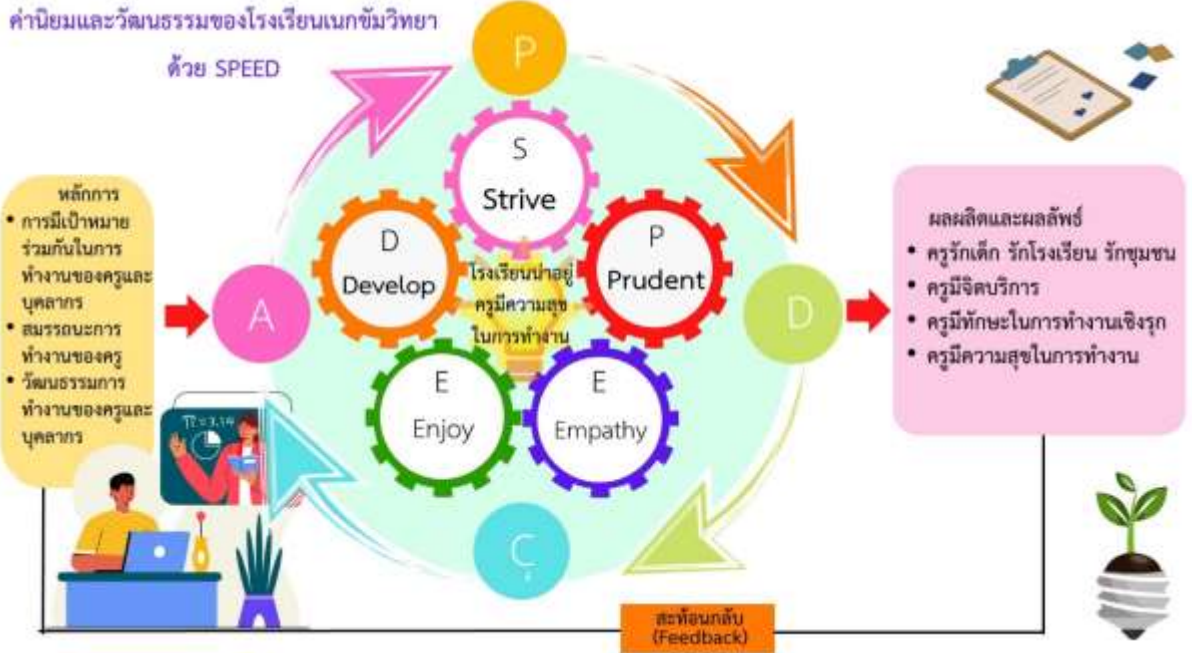 ค่านิยมและวัฒนธรรมของโรงเรียนเนกขัมวิทยา
ด้วย SPEED
หลักการ
• การมีเป้าหมาย
ร่วมกันในการ
ทำงานของครูและ
บุคลากร
• สมรรถนะการ
ทำงานของครู
• วัฒนธรรมการ
ทำงานของครูและ
บุคลากร
A
P
D
Ç
S
Strive
P
Prudent
E
Empathy
E
Enjoy
D
Develop
โรงเรียนน่าอยู่
ครูมีความสุข
ในการทำงาน
ผลผลิตและผลลัพธ์
• ครูรักเด็ก รักโรงเรียน รักชุมชน
• ครูมีจิตบริการ
• ครูมีทักษะในการทำงานเชิงรุก
• ครูมีความสุขในการทำงาน
π=3.14
สะท้อนกลับ
(Feedback)